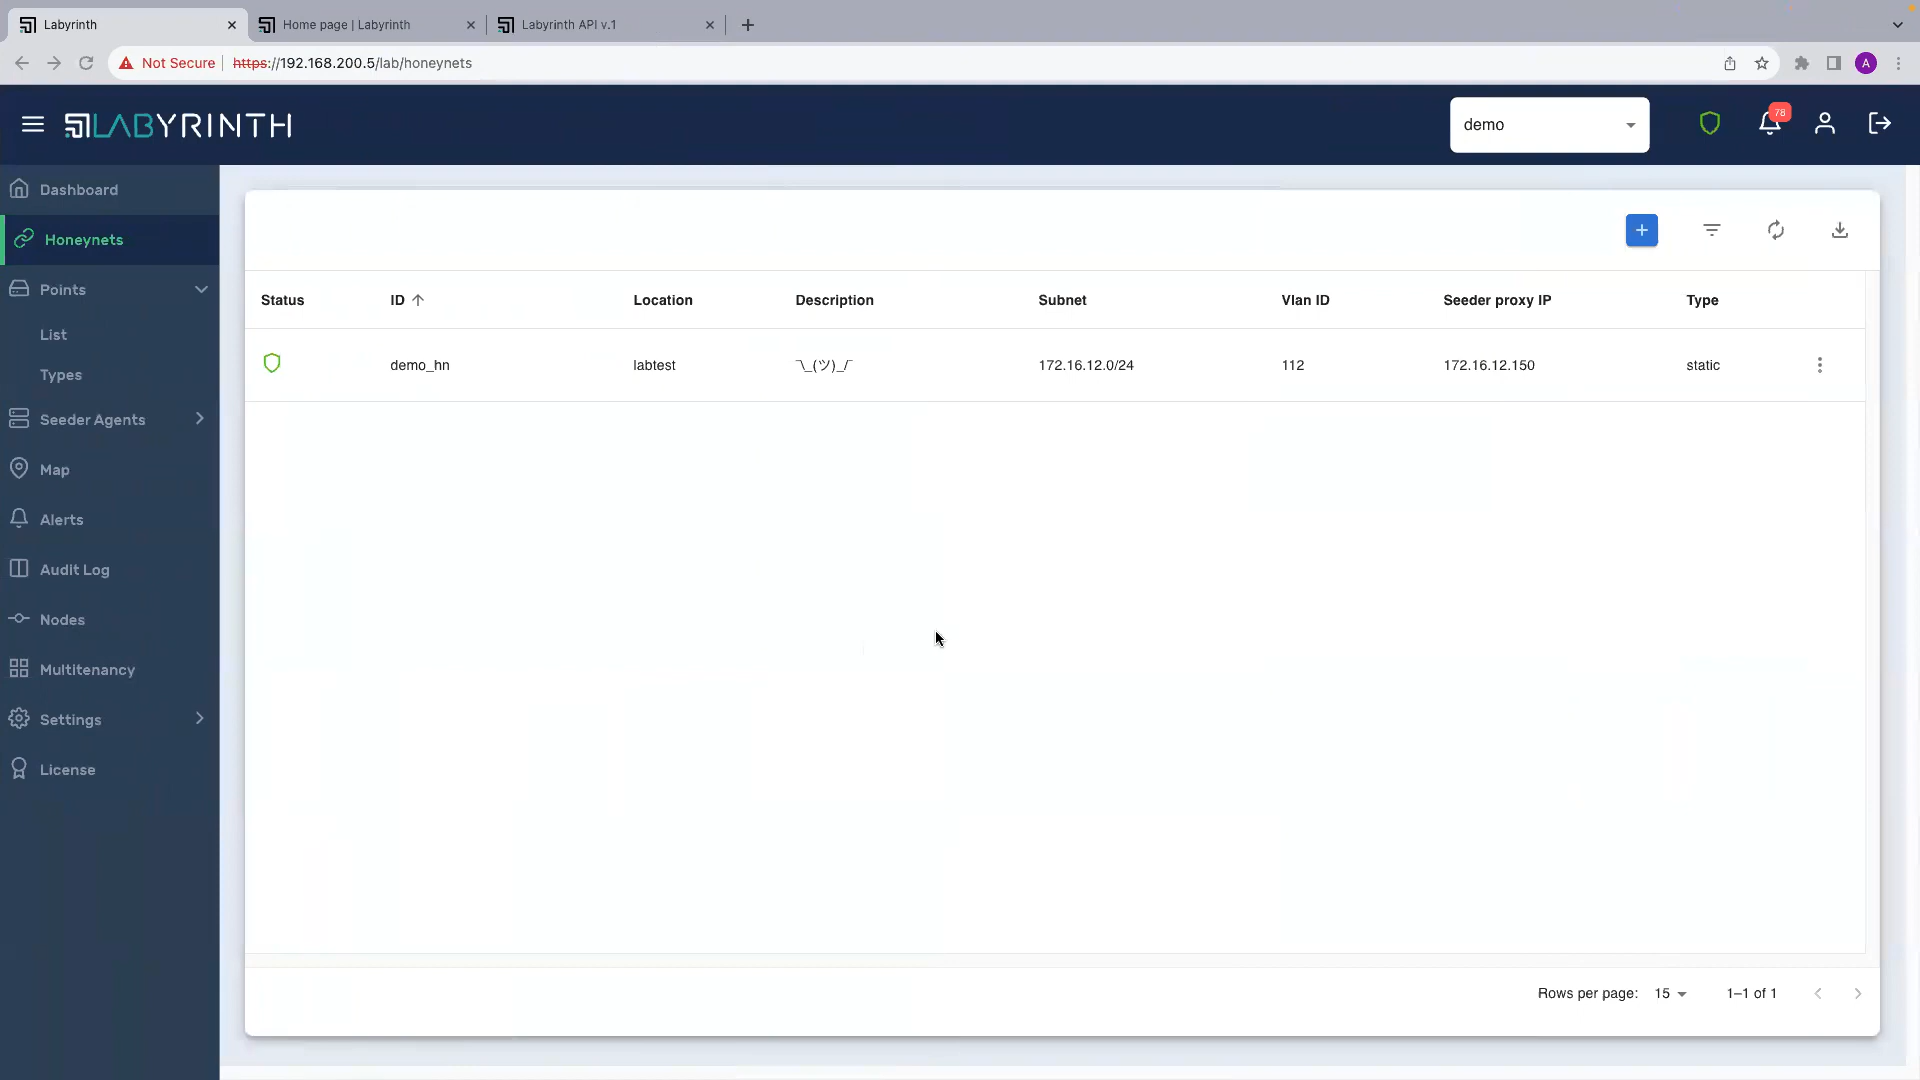 Labyrinth
Home page | Labyrinth
Labyrinth API v.1
Not Secure
https://192.168.200.5/lab/honeynets
A
LABYRINTH
demo
78
Dashboard
Honeynets
Points
List
Types
Seeder Agents
Map
Alerts
Audit Log
Nodes
Multitenancy
Settings
License
Status ID Location Description Subnet Vlan ID Seeder proxy IP Type
demo_hn labtest ¯\_(ツ)_/¯ 172.16.12.0/24 112 172.16.12.150 static
Rows per page: 15 1–1 of 1